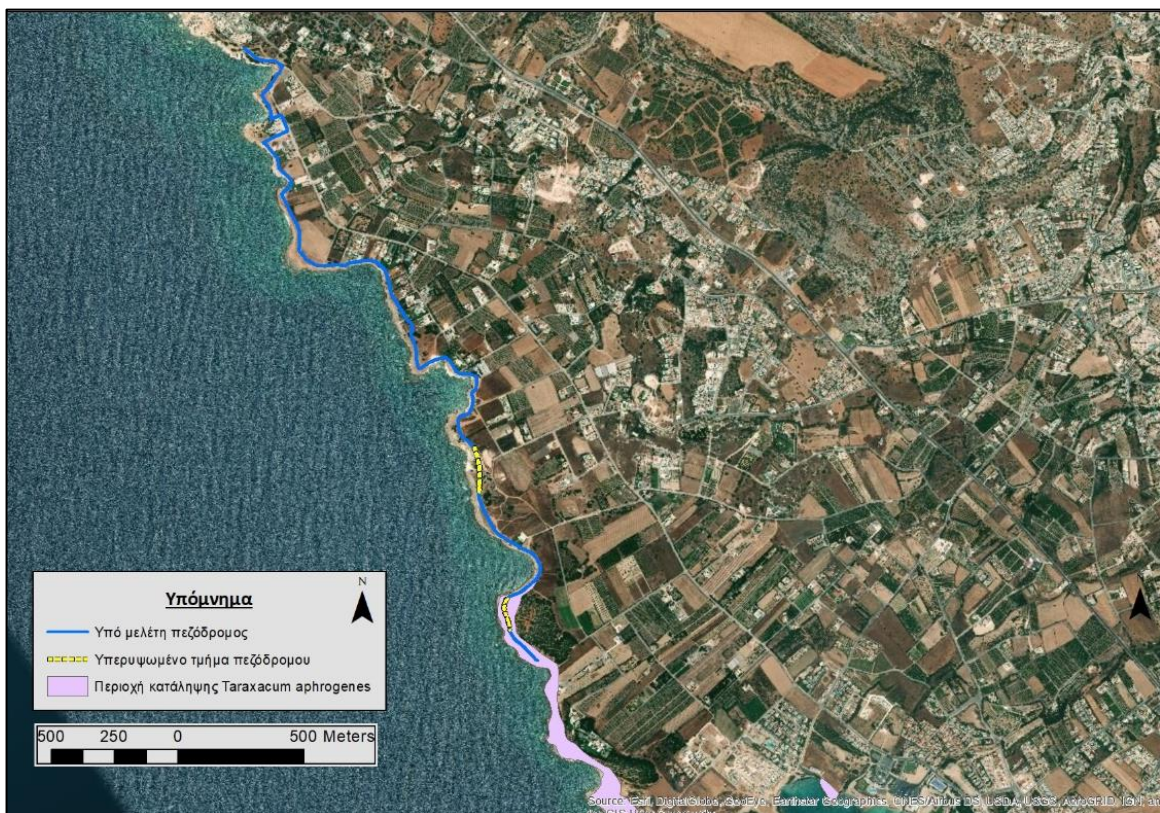 Υπόμνημα
N
Υπό μελέτη πεζόδρομος
Υπερυψωμένο τμήμα πεζόδρομου
Περιοχή κατάληψης Taraxacum aphrogenes
500 250 0 500 Meters
Source: Esri, DigitalGlobe, GeoEye, Earthstar Geographics, CNES/Airbus DS, USDA, USGS, AeroGRID, IGN, and